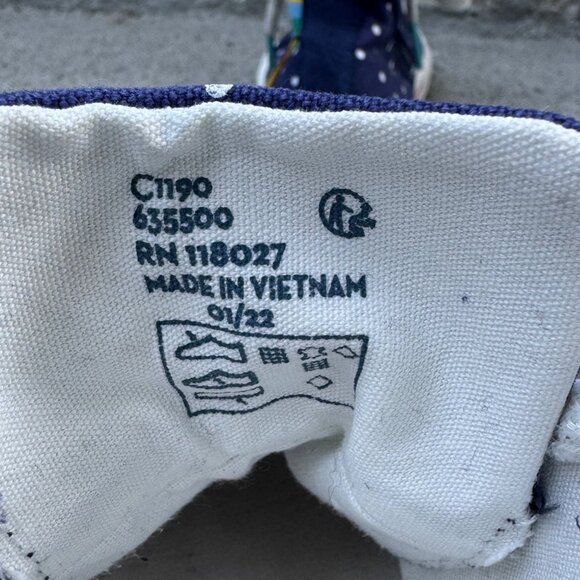 C1190
635500
RN 118027
MADE IN VIETNAM
01/22